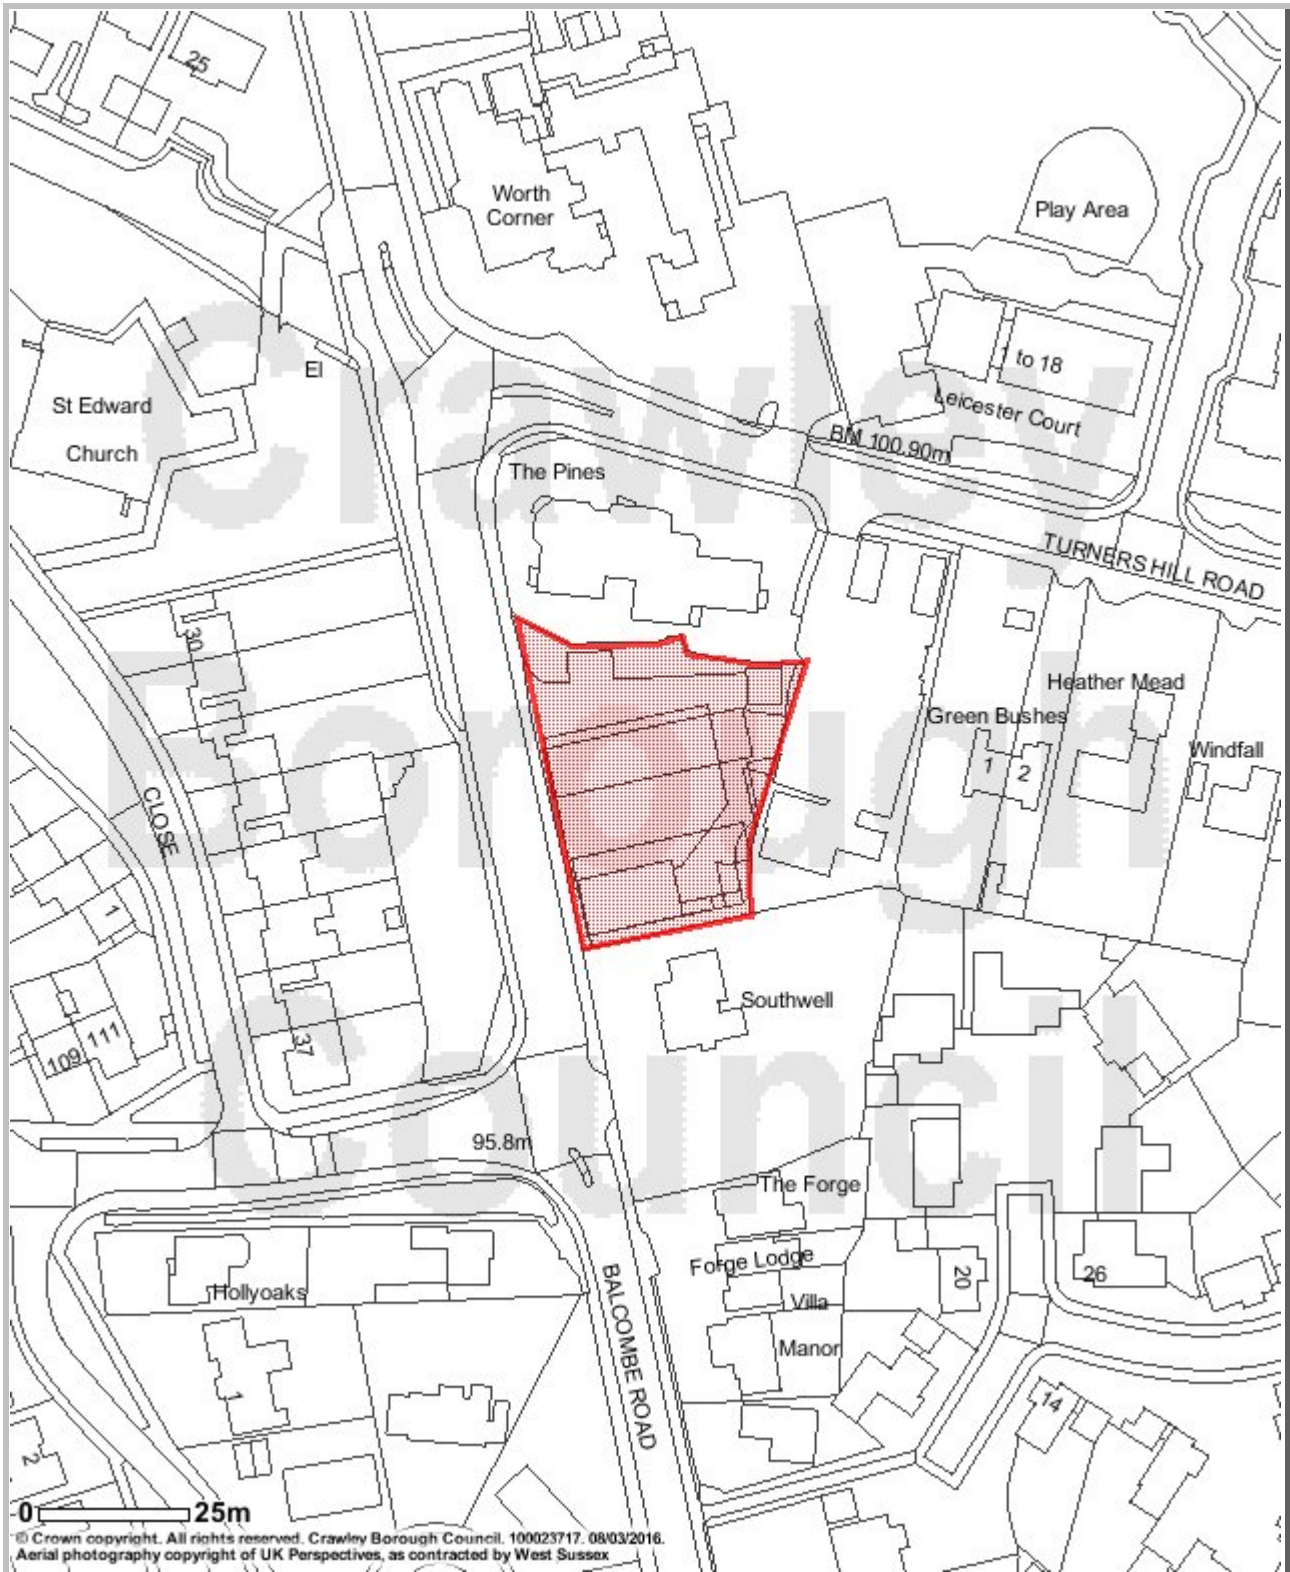 25
Worth
Corner
Play Area
El
1 to 18
St Edward
Church
Leicester Court
BM 100.90m
The Pines
TURNERS HILL ROAD
30
Heather Mead
Green Bushes
Windfall
1
2
CLOSE
1
Southwell
111
109
37
95.8m
The Forge
Forge Lodge
20
26
Hollyoaks
Villa
Manor
BALCOMBE ROAD
1
14
2
0 25m
© Crown copyright. All rights reserved. Crawley Borough Council. 100023717. 08/03/2016.
Aerial photography copyright of UK Perspectives, as contracted by West Sussex
Crawley
Borough
Council